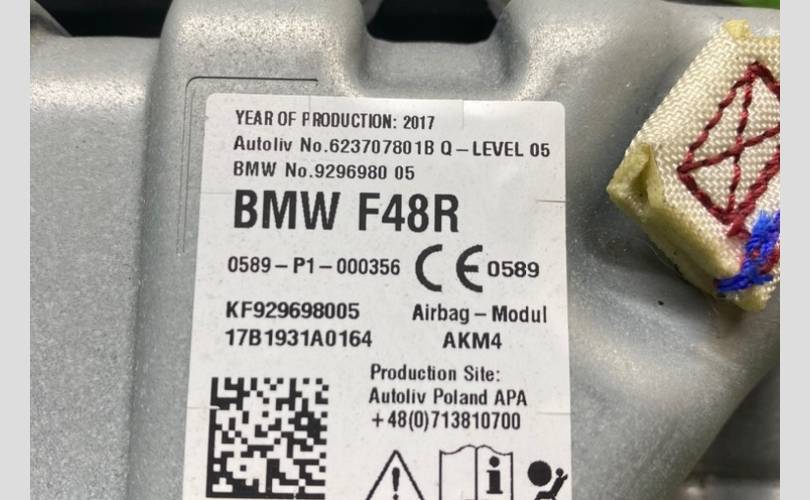 YEAR OF PRODUCTION: 2017
Autoliv No.623707801B Q-LEVEL 05
BMW No.9296980 05
BMW F48R
0589-P1-000356 CE 0589
KF929698005 Airbag-Modul
17B1931A0164 AKM4
Production Site:
Autoliv Poland APA
+48(0)713810700